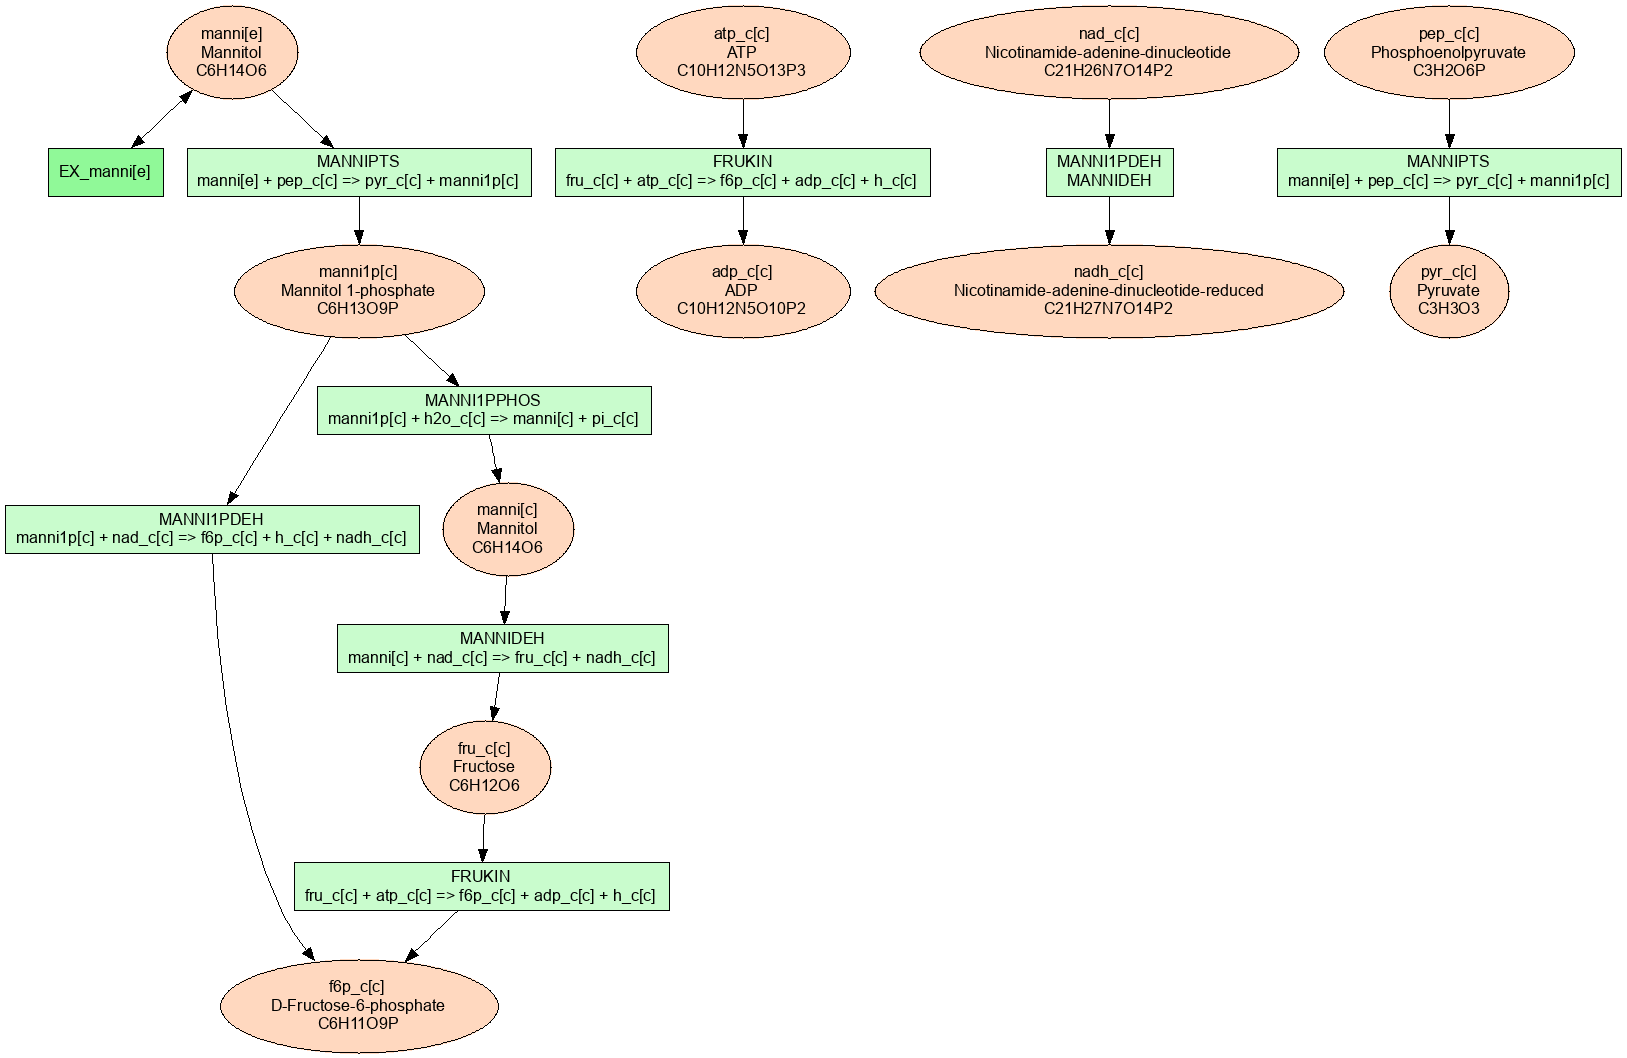 manni[e]
Mannitol
C6H14O6
atp_c[c]
ATP
C10H12N5O13P3
nad_c[c]
Nicotinamide-adenine-dinucleotide
C21H26N7O14P2
pep_c[c]
Phosphoenolpyruvate
C3H2O6P
EX_manni[e]
MANNIPTS
manni[e] + pep_c[c] => pyr_c[c] + manni1p[c]
FRUKIN
fru_c[c] + atp_c[c] => f6p_c[c] + adp_c[c] + h_c[c]
MANNI1PDEH
MANNIDEH
MANNIPTS
manni[e] + pep_c[c] => pyr_c[c] + manni1p[c]
manni1p[c]
Mannitol 1-phosphate
C6H13O9P
adp_c[c]
ADP
C10H12N5O10P2
nadh_c[c]
Nicotinamide-adenine-dinucleotide-reduced
C21H27N7O14P2
pyr_c[c]
Pyruvate
C3H3O3
MANNI1PPHOS
manni1p[c] + h2o_c[c] => manni[c] + pi_c[c]
MANNI1PDEH
manni1p[c] + nad_c[c] => f6p_c[c] + h_c[c] + nadh_c[c]
manni[c]
Mannitol
C6H14O6
MANNIDEH
manni[c] + nad_c[c] => fru_c[c] + nadh_c[c]
fru_c[c]
Fructose
C6H12O6
FRUKIN
fru_c[c] + atp_c[c] => f6p_c[c] + adp_c[c] + h_c[c]
f6p_c[c]
D-Fructose-6-phosphate
C6H11O9P